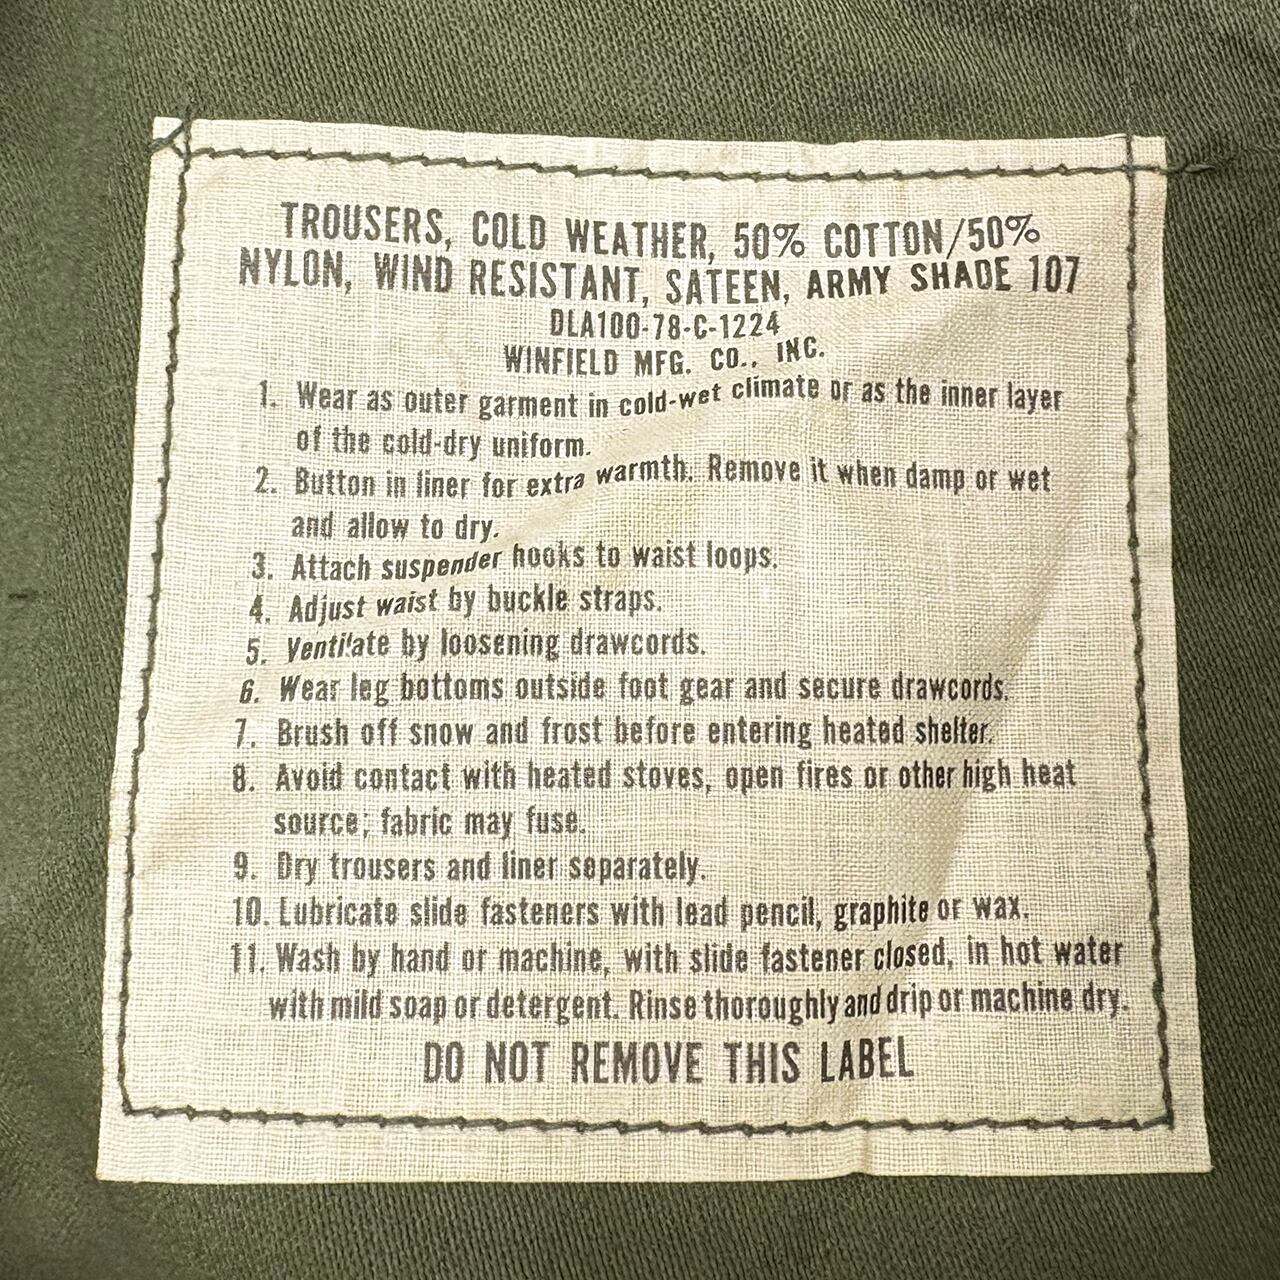 TROUSERS, COLD WEATHER, 50% COTTON/50%
NYLON, WIND RESISTANT, SATEEN, ARMY SHADE 107
DLA100-78-C-1224
WINFIELD MFG. CO., INC.
1. Wear as outer garment in cold-wet climate or as the inner layer
of the cold-dry uniform.
2. Button in liner for extra warmth. Remove it when damp or wet
and allow to dry.
3. Attach suspender hooks to waist loops.
4. Adjust waist by buckle straps.
5. Ventilate by loosening drawcords.
6. Wear leg bottoms outside foot gear and secure drawcords.
7. Brush off snow and frost before entering heated shelter.
8. Avoid contact with heated stoves, open fires or other high heat
source; fabric may fuse.
9. Dry trousers and liner separately.
10. Lubricate slide fasteners with lead pencil, graphite or wax.
11. Wash by hand or machine, with slide fastener closed, in hot water
with mild soap or detergent. Rinse thoroughly and drip or machine dry.
DO NOT REMOVE THIS LABEL